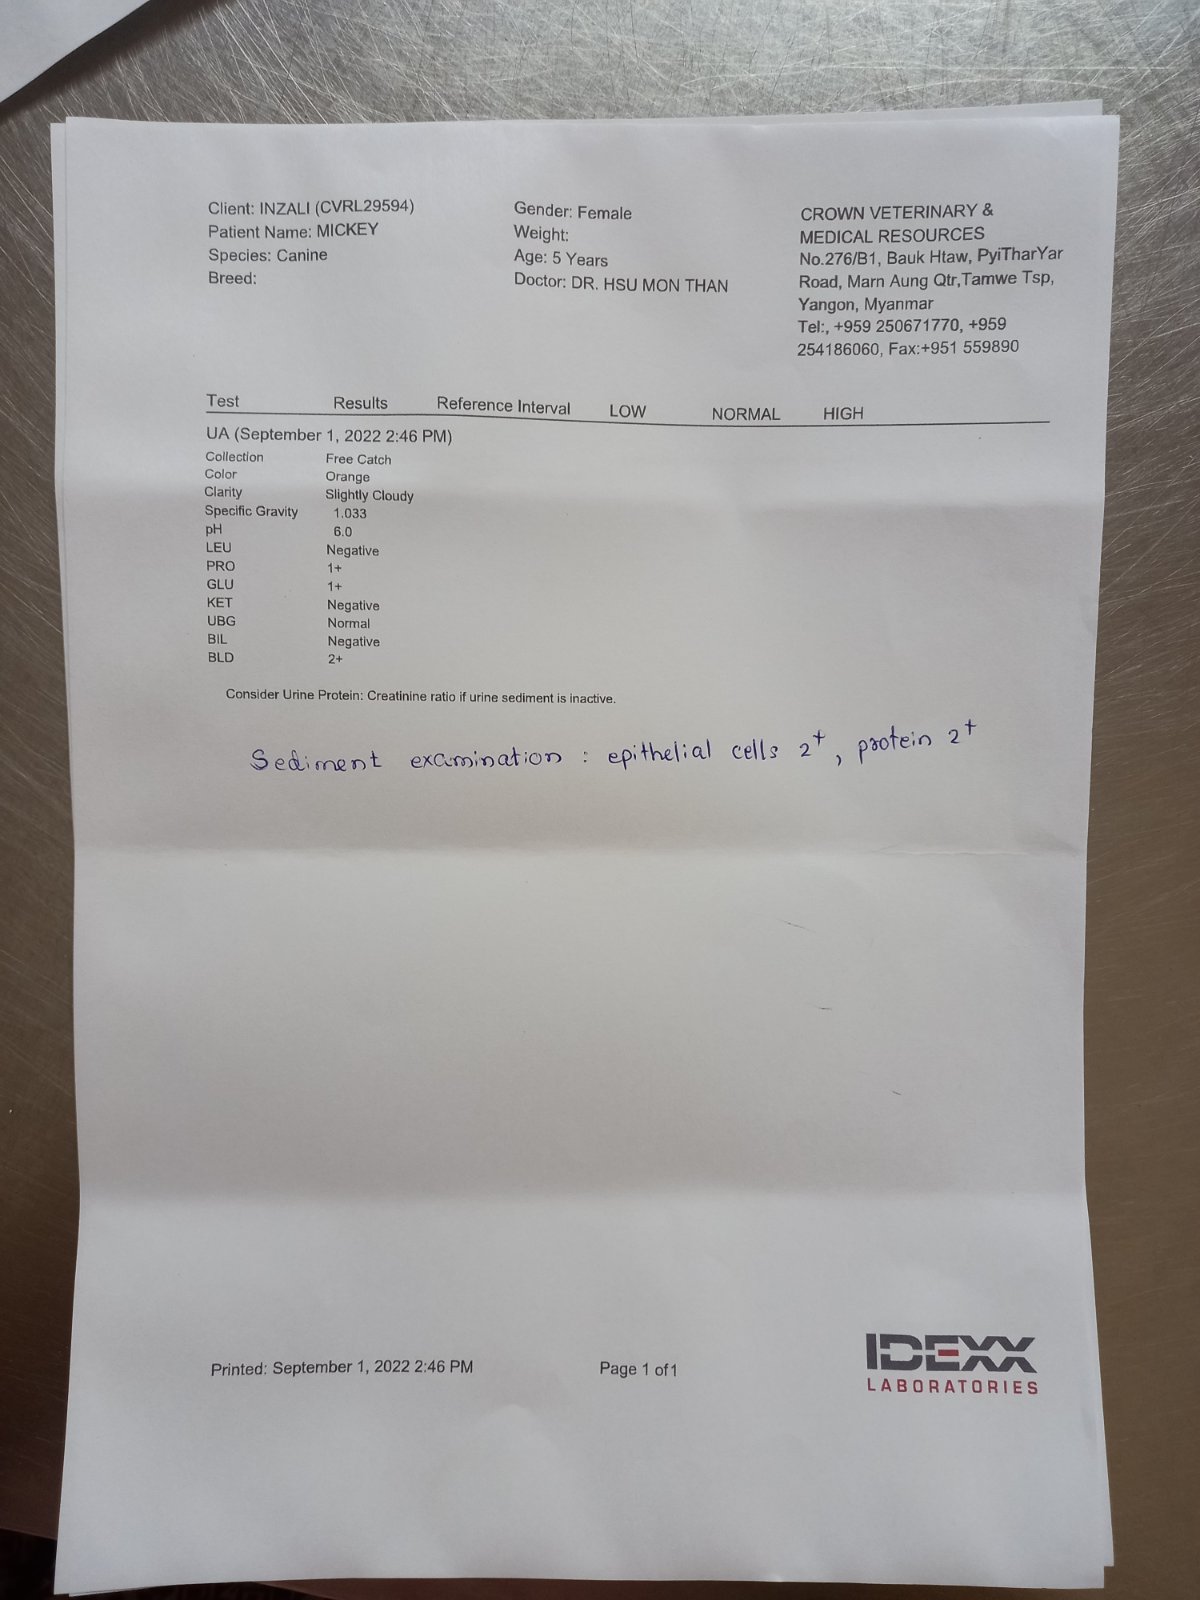 Client: INZALI (CVRL29594)
Patient Name: MICKEY
Species: Canine
Breed:
Gender: Female
Weight:
Age: 5 Years
Doctor: DR. HSU MON THAN
CROWN VETERINARY &
MEDICAL RESOURCES
No.276/B1, Bauk Htaw, PyiTharYar
Road, Marn Aung Qtr,Tamwe Tsp,
Yangon, Myanmar
Tel:, +959 250671770, +959
254186060, Fax:+951 559890
Test Results Reference Interval LOW NORMAL HIGH
UA (September 1, 2022 2:46 PM)
Collection Free Catch
Color Orange
Clarity Slightly Cloudy
Specific Gravity 1.033
pH 6.0
LEU Negative
PRO 1+
GLU 1+
KET Negative
UBG Normal
BIL Negative
BLD 2+
Consider Urine Protein: Creatinine ratio if urine sediment is inactive.
Sediment examination : epithelial cells 2+, protein 2+
Printed: September 1, 2022 2:46 PM Page 1 of 1
IDEXX
LABORATORIES